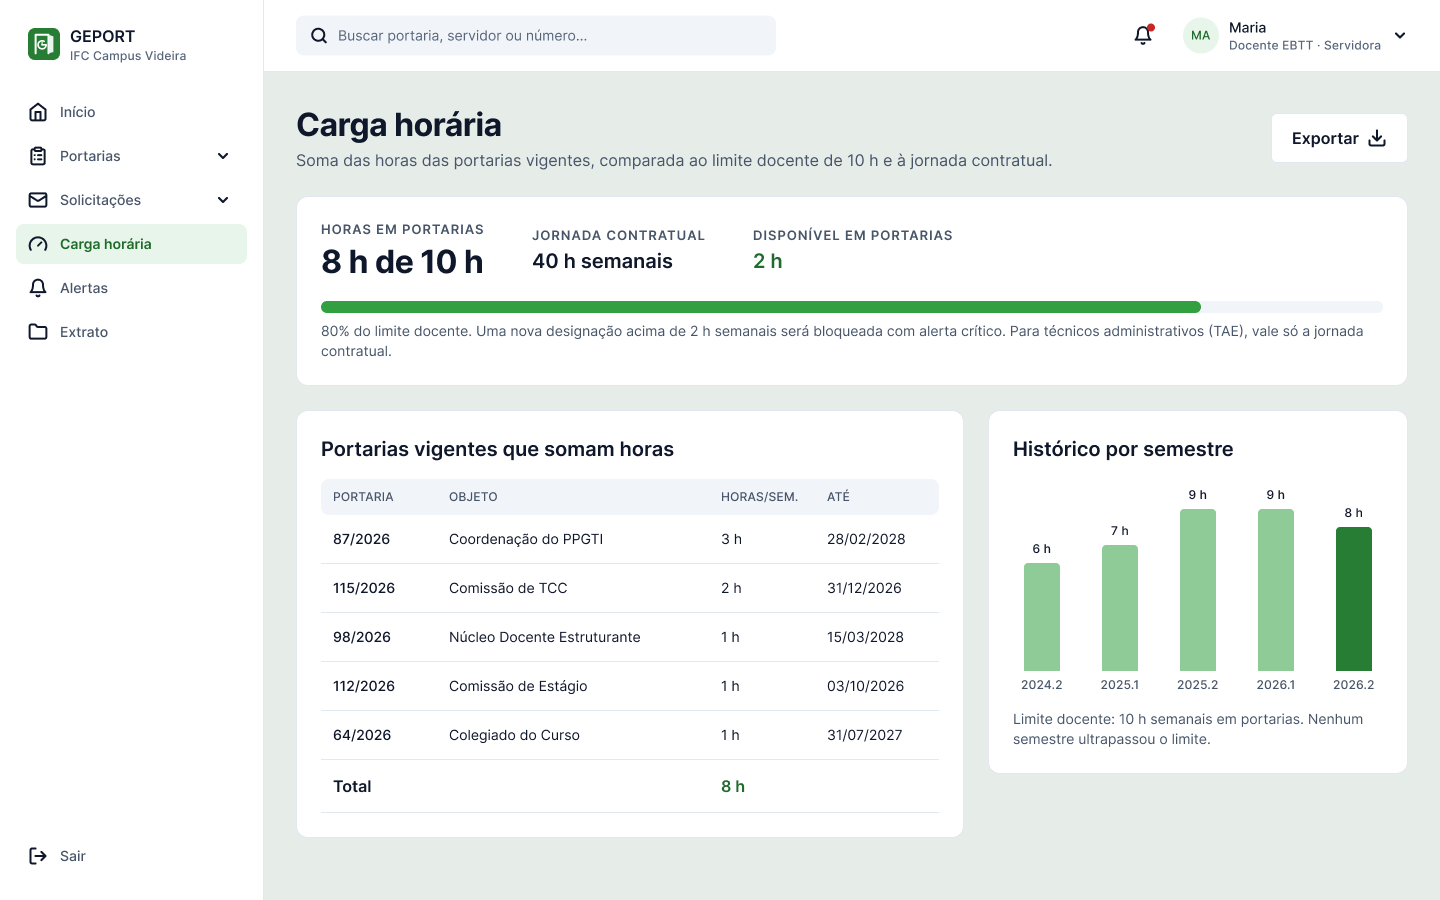 GEPORT
IFC Campus Videira
Início
Portarias
Solicitações
Carga horária
Alertas
Extrato
Sair
Buscar portaria, servidor ou número...
MA
Maria
Docente EBTT · Servidora
Carga horária
Soma das horas das portarias vigentes, comparada ao limite docente de 10 h e à jornada contratual.
Exportar
HORAS EM PORTARIAS
8 h de 10 h
JORNADA CONTRATUAL
40 h semanais
DISPONÍVEL EM PORTARIAS
2 h
80% do limite docente. Uma nova designação acima de 2 h semanais será bloqueada com alerta crítico. Para técnicos administrativos (TAE), vale só a jornada
contratual.
Portarias vigentes que somam horas
PORTARIA OBJETO HORAS/SEM. ATÉ
87/2026 Coordenação do PPGTI 3 h 28/02/2028
115/2026 Comissão de TCC 2 h 31/12/2026
98/2026 Núcleo Docente Estruturante 1 h 15/03/2028
112/2026 Comissão de Estágio 1 h 03/10/2026
64/2026 Colegiado do Curso 1 h 31/07/2027
Total 8 h
Histórico por semestre
6 h 7 h 9 h 9 h 8 h
2024.2 2025.1 2025.2 2026.1 2026.2
Limite docente: 10 h semanais em portarias. Nenhum
semestre ultrapassou o limite.